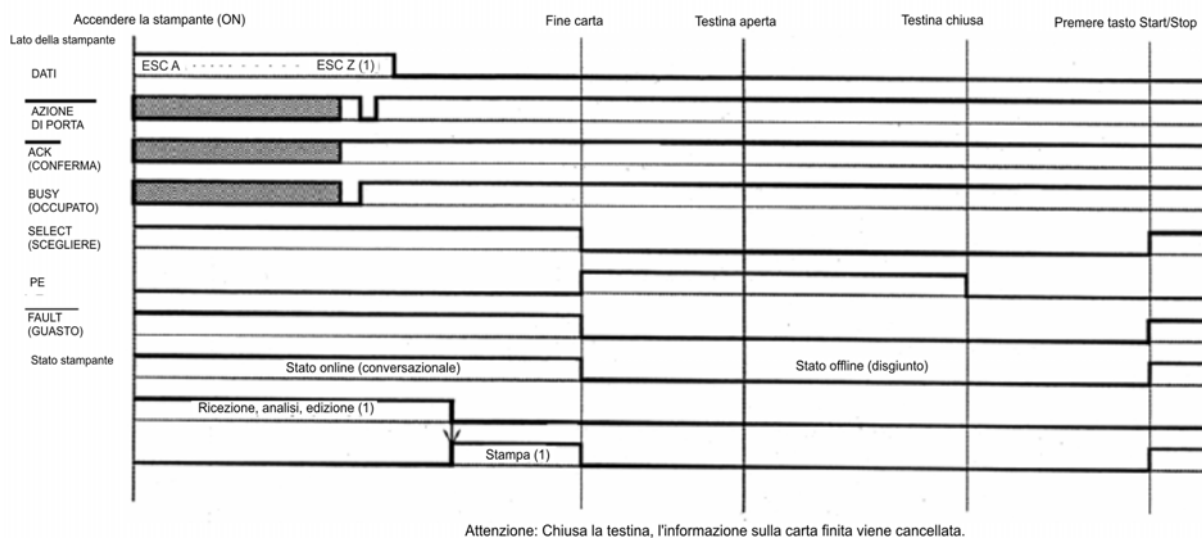 Accendere la stampante (ON)
Fine carta
Testina aperta
Testina chiusa
Premere tasto Start/Stop
Lato della stampante
DATI
ESC A - - - - - - - - - ESC Z (1)
AZIONE
DI PORTA
ACK
(CONFERMA)
BUSY
(OCCUPATO)
SELECT
(SCEGLIERE)
PE
FAULT
(GUASTO)
Stato stampante
Stato online (conversazionale)
Stato offline (disgiunto)
Ricezione, analisi, edizione (1)
Stampa (1)
Attenzione: Chiusa la testina, l'informazione sulla carta finita viene cancellata.